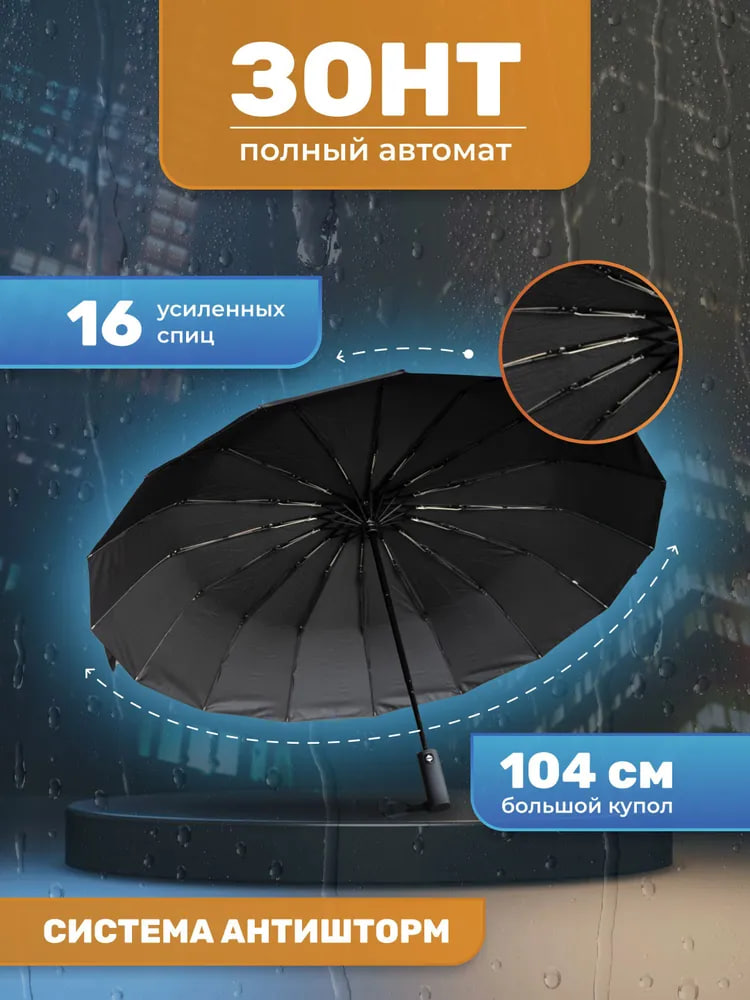 ЗОНТ
полный автомат
16 усиленных
спиц
104 см
большой купол
СИСТЕМА АНТИШТОРМ